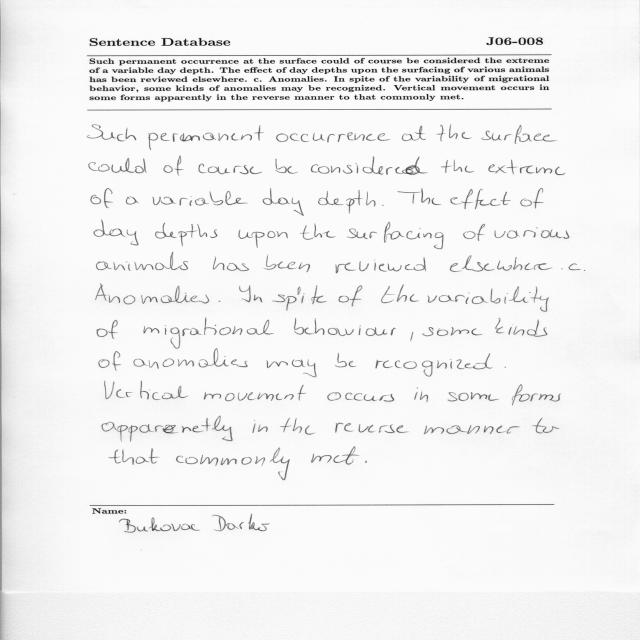 Sentence Database J06-008
Such permanent occurrence at the surface could of course be considered the extreme
of a variable day depth. The effect of day depths upon the surfacing of various animals
has been reviewed elsewhere. c. Anomalies. In spite of the variability of migrational
behavior, some kinds of anomalies may be recognized. Vertical movement occurs in
some forms apparently in the reverse manner to that commonly met.
Such permanent occurrence at the surface
could of course be considered the extreme
of a variable day depth. The effect of
day depths upon the surfacing of various
animals has been reviewed elsewhere. c.
Anomalies. In spite of the variability
of migrational behaviour, some kinds
of anomalies may be recognized.
Vertical movement occurs in some forms
apparenetly in the reverse manner to
that commonly met.
Name:
Bukovac Darko